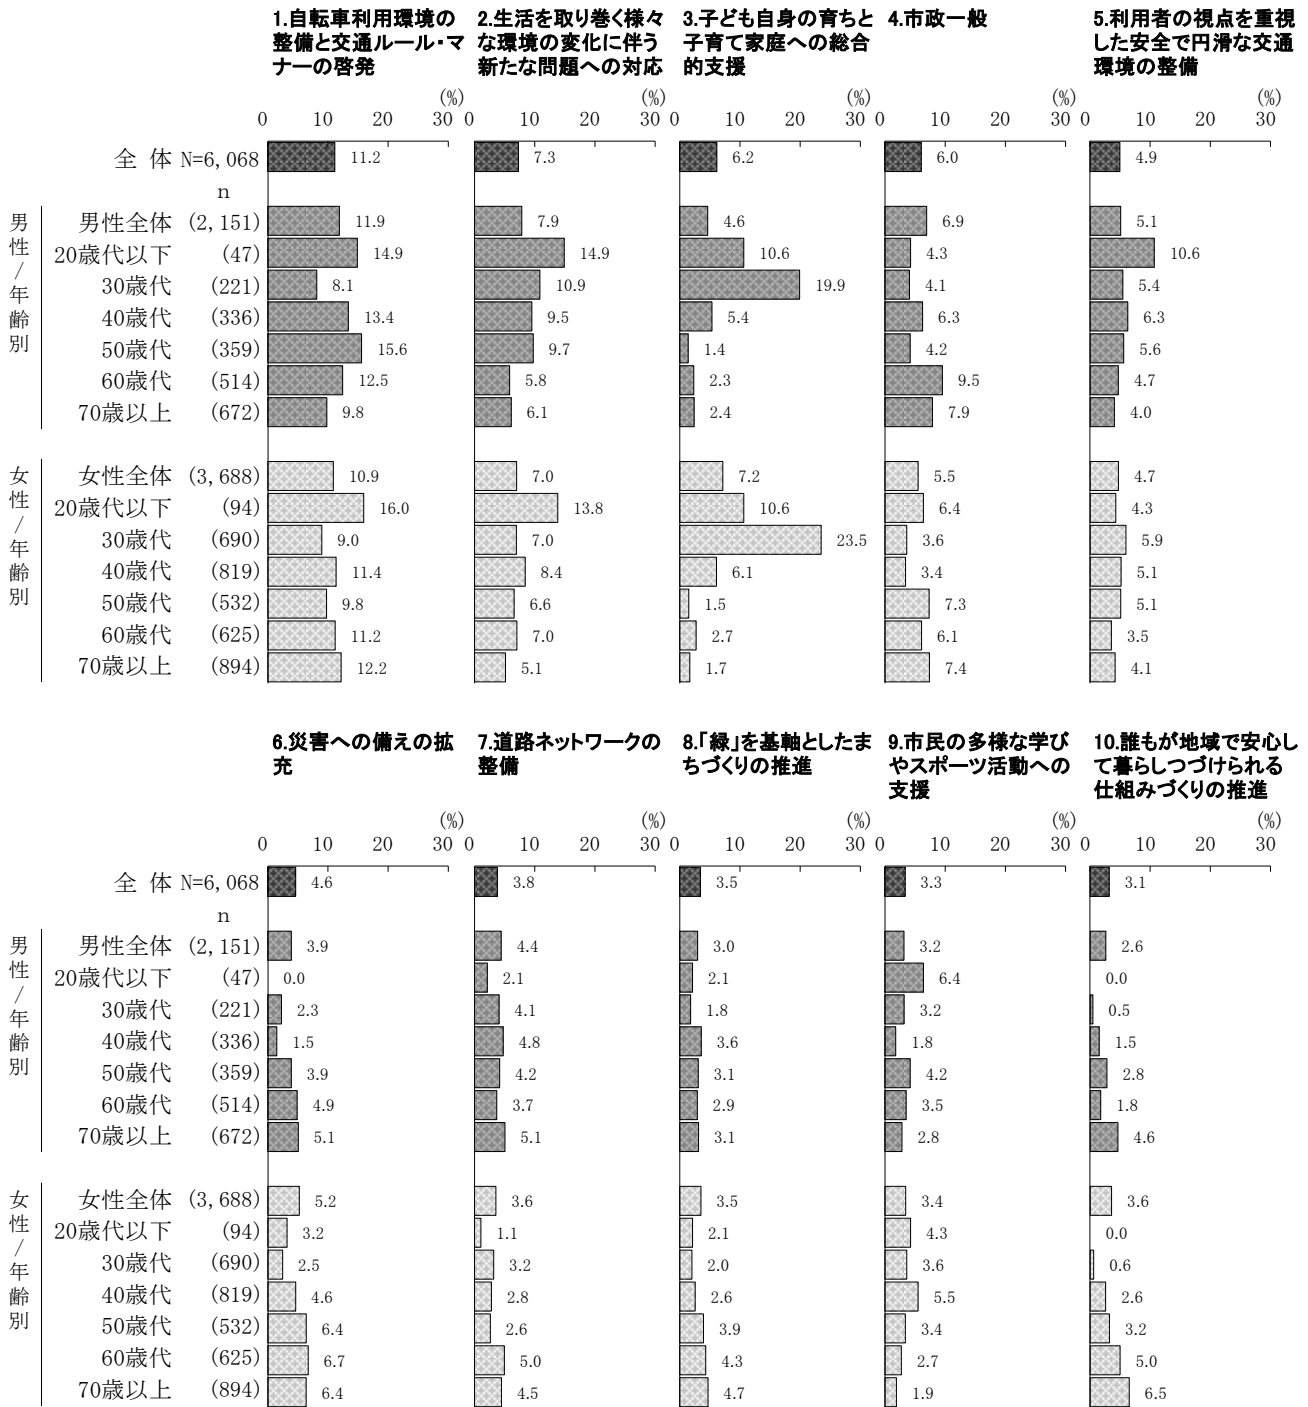 1.自転車利用環境の
整備と交通ルール・マ
ナーの啓発
2.生活を取り巻く様々
な環境の変化に伴う
新たな問題への対応
3.子ども自身の育ちと
子育て家庭への総合
的支援
4.市政一般
5.利用者の視点を重視
した安全で円滑な交通
環境の整備
(%) (%) (%) (%) (%)
0 10 20 30 0 10 20 30 0 10 20 30 0 10 20 30 0 10 20 30
全 体 N=6,068 11.2 7.3 6.2 6.0 4.9
n
男性/年齢別
男性全体 (2,151) 11.9 7.9 4.6 6.9 5.1
20歳代以下 (47) 14.9 14.9 10.6 4.3 10.6
30歳代 (221) 8.1 10.9 19.9 4.1 5.4
40歳代 (336) 13.4 9.5 5.4 6.3 6.3
50歳代 (359) 15.6 9.7 1.4 4.2 5.6
60歳代 (514) 12.5 5.8 2.3 9.5 4.7
70歳以上 (672) 9.8 6.1 2.4 7.9 4.0
女性/年齢別
女性全体 (3,688) 10.9 7.0 7.2 5.5 4.7
20歳代以下 (94) 16.0 13.8 10.6 6.4 4.3
30歳代 (690) 9.0 7.0 23.5 3.6 5.9
40歳代 (819) 11.4 8.4 6.1 3.4 5.1
50歳代 (532) 9.8 6.6 1.5 7.3 5.1
60歳代 (625) 11.2 7.0 2.7 6.1 3.5
70歳以上 (894) 12.2 5.1 1.7 7.4 4.1
6.災害への備えの拡
充
7.道路ネットワークの
整備
8.「緑」を基軸としたま
ちづくりの推進
9.市民の多様な学び
やスポーツ活動への
支援
10.誰もが地域で安心し
て暮らしつづけられる
仕組みづくりの推進
(%) (%) (%) (%) (%)
0 10 20 30 0 10 20 30 0 10 20 30 0 10 20 30 0 10 20 30
全 体 N=6,068 4.6 3.8 3.5 3.3 3.1
n
男性/年齢別
男性全体 (2,151) 3.9 4.4 3.0 3.2 2.6
20歳代以下 (47) 0.0 2.1 2.1 6.4 0.0
30歳代 (221) 2.3 4.1 1.8 3.2 0.5
40歳代 (336) 1.5 4.8 3.6 1.8 1.5
50歳代 (359) 3.9 4.2 3.1 4.2 2.8
60歳代 (514) 4.9 3.7 2.9 3.5 1.8
70歳以上 (672) 5.1 5.1 3.1 2.8 4.6
女性/年齢別
女性全体 (3,688) 5.2 3.6 3.5 3.4 3.6
20歳代以下 (94) 3.2 1.1 2.1 4.3 0.0
30歳代 (690) 2.5 3.2 2.0 3.6 0.6
40歳代 (819) 4.6 2.8 2.6 5.5 2.6
50歳代 (532) 6.4 2.6 3.9 3.4 3.2
60歳代 (625) 6.7 5.0 4.3 2.7 5.0
70歳以上 (894) 6.4 4.5 4.7 1.9 6.5